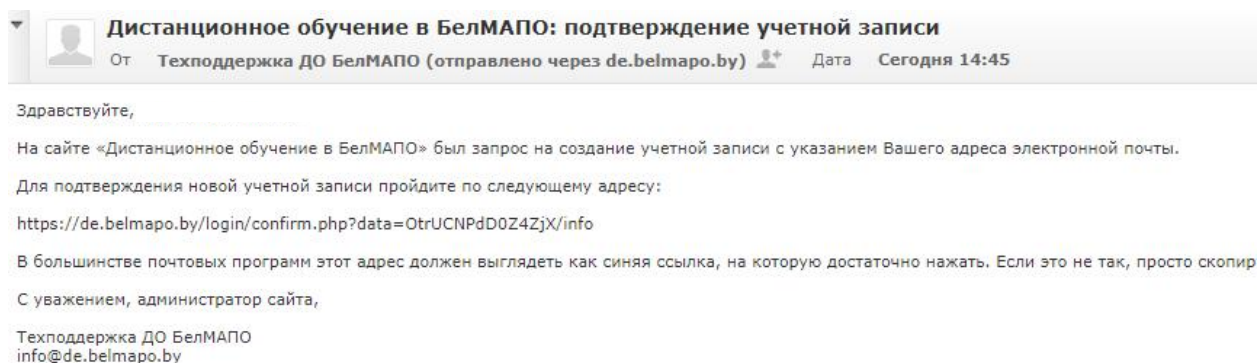 Дистанционное обучение в БелМАПО: подтверждение учетной записи
От Техподдержка ДО БелМАПО (отправлено через de.belmapo.by) Дата Сегодня 14:45
Здравствуйте,
На сайте «Дистанционное обучение в БелМАПО» был запрос на создание учетной записи с указанием Вашего адреса электронной почты.
Для подтверждения новой учетной записи пройдите по следующему адресу:
https://de.belmapo.by/login/confirm.php?data=OtrUCNPdD0Z4ZjX/info
В большинстве почтовых программ этот адрес должен выглядеть как синяя ссылка, на которую достаточно нажать. Если это не так, просто скопир
С уважением, администратор сайта,
Техподдержка ДО БелМАПО
info@de.belmapo.by